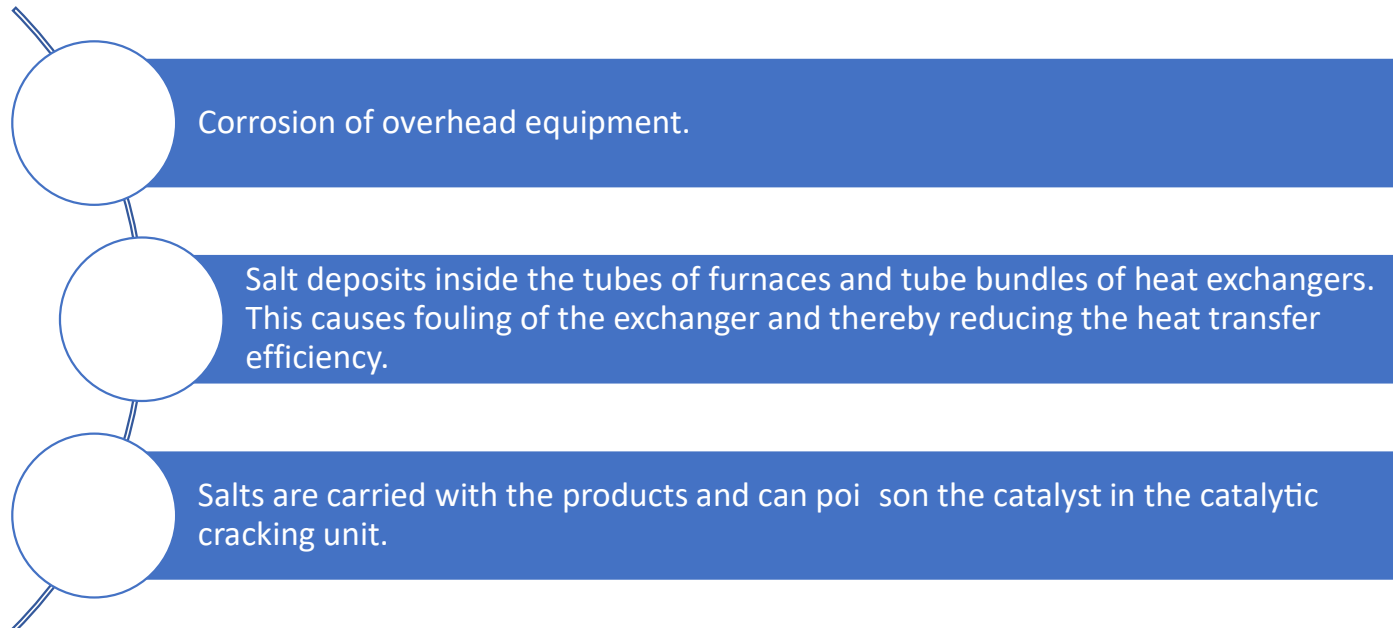 Corrosion of overhead equipment.
Salt deposits inside the tubes of furnaces and tube bundles of heat exchangers.
This causes fouling of the exchanger and thereby reducing the heat transfer
efficiency.
Salts are carried with the products and can poi son the catalyst in the catalytic
cracking unit.